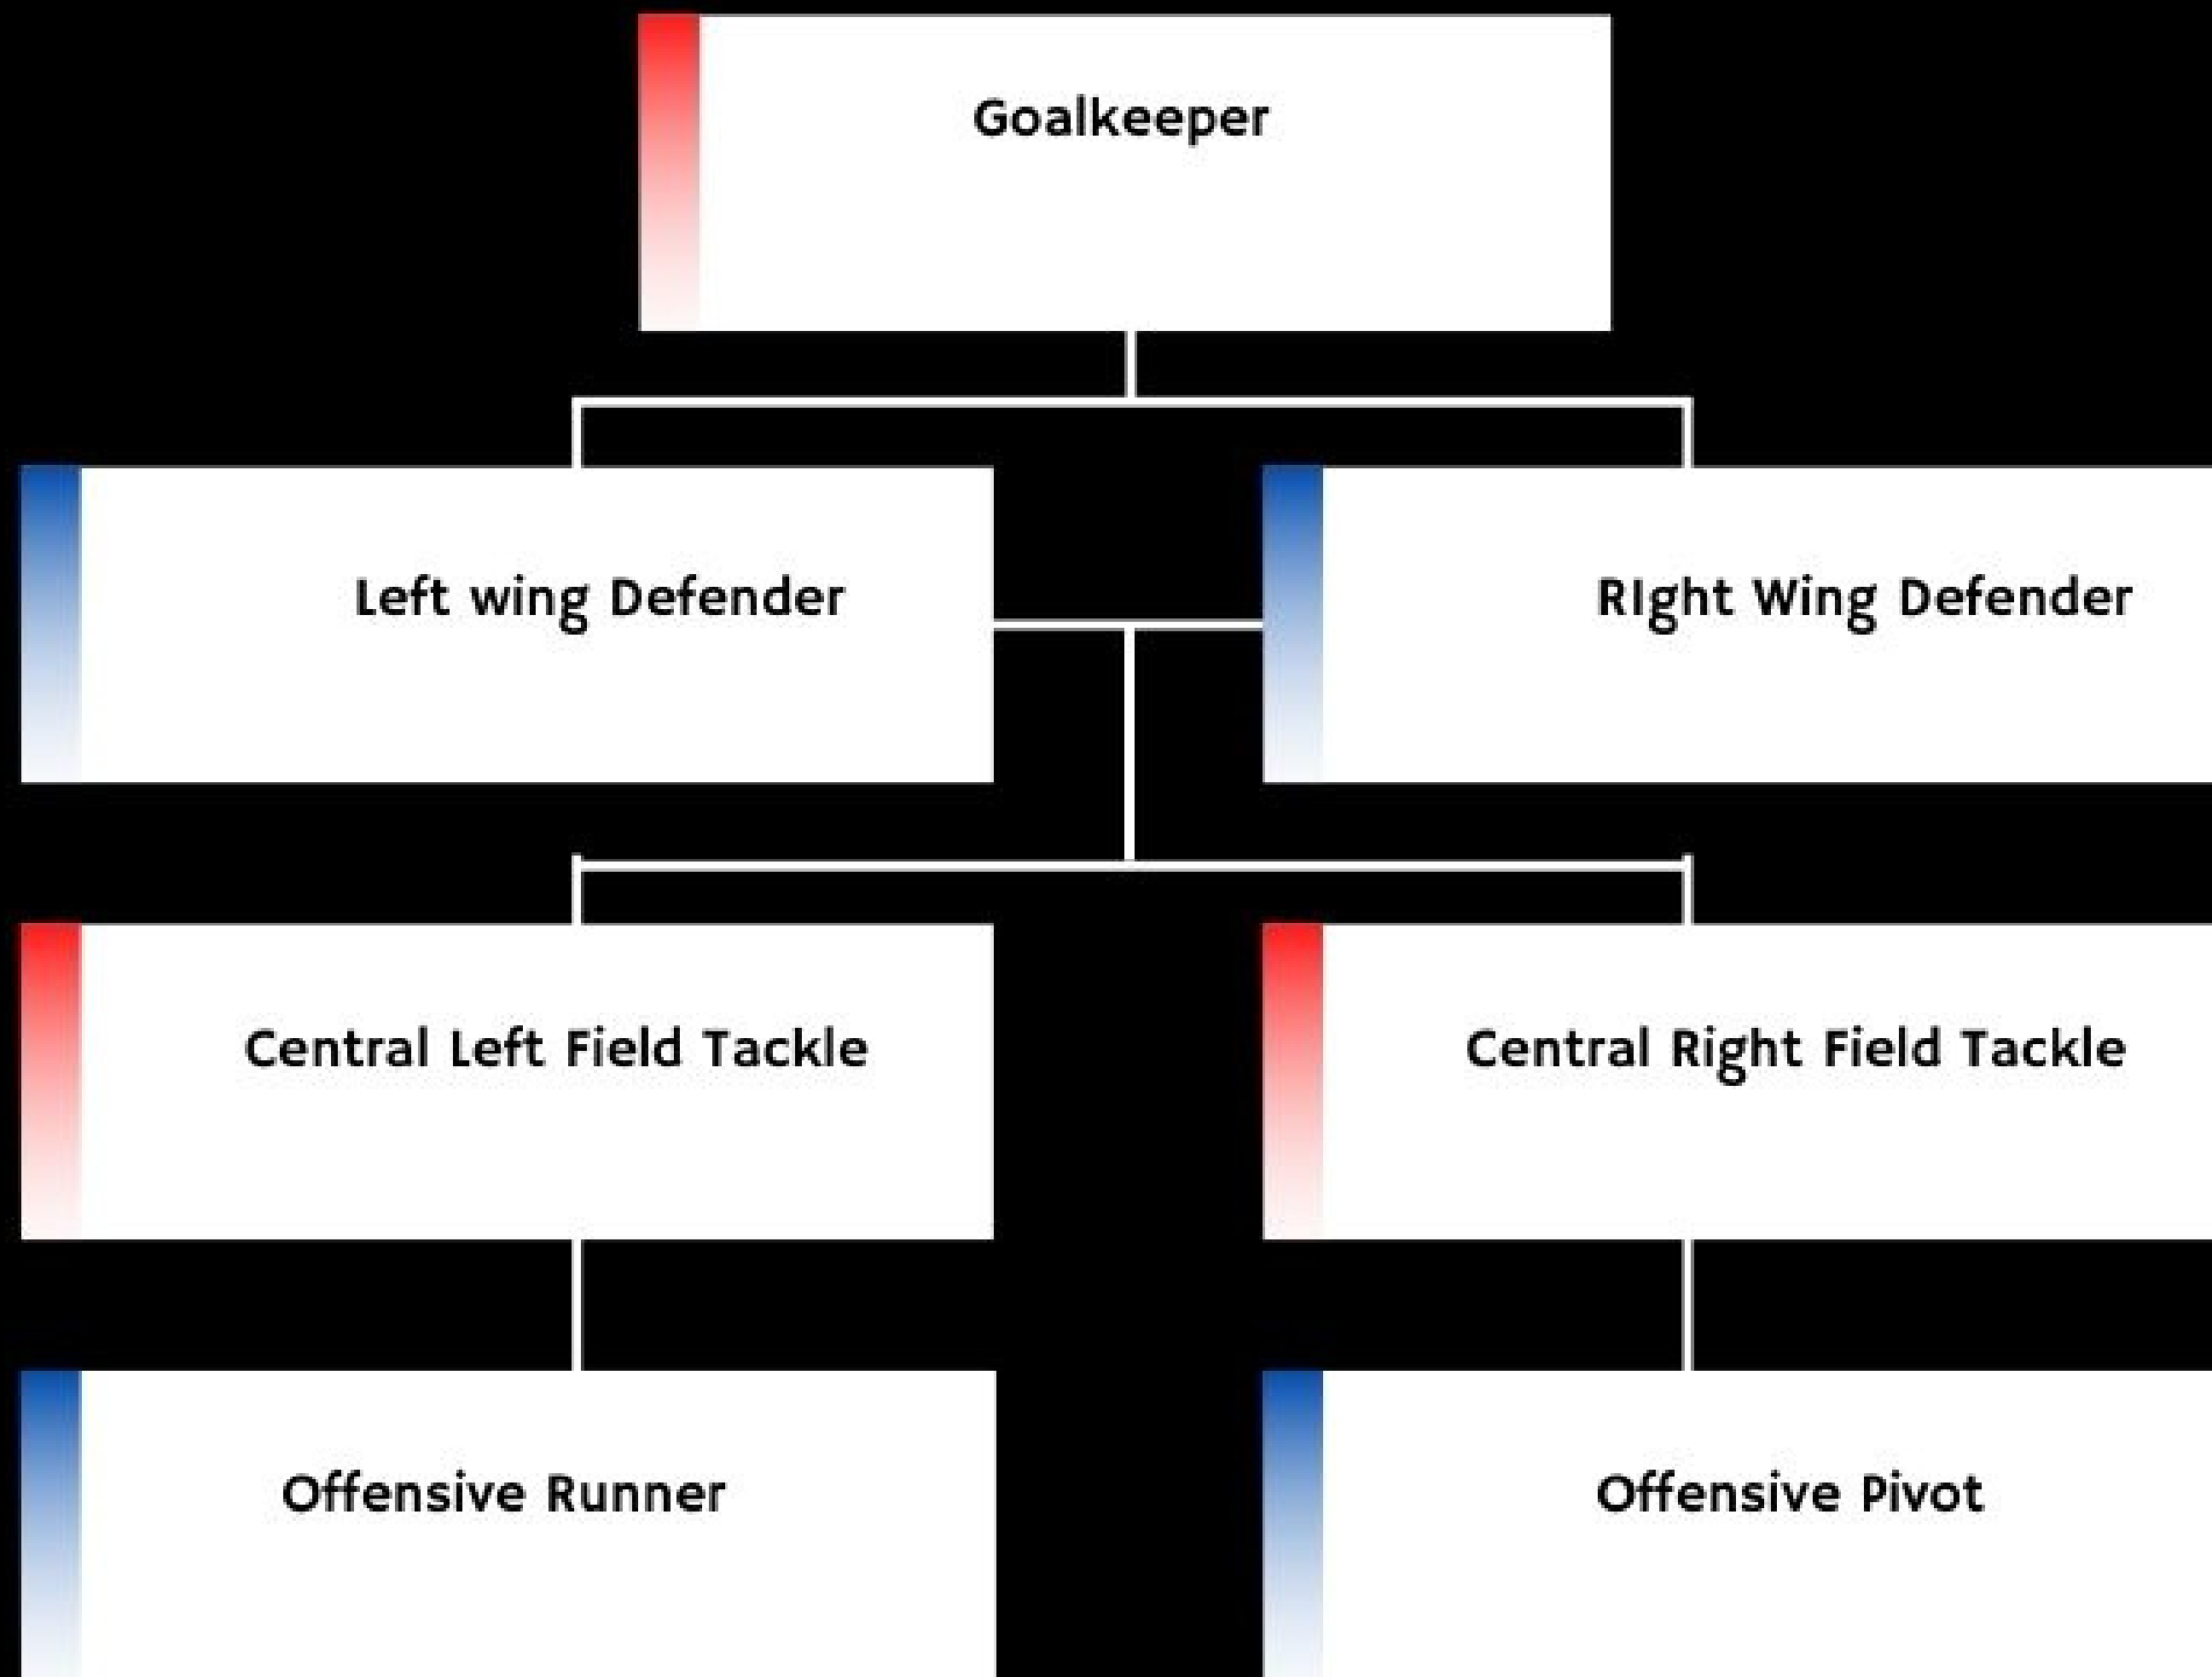 Goalkeeper
Left wing Defender
RIght Wing Defender
Central Left Field Tackle
Central Right Field Tackle
Offensive Runner
Offensive Pivot